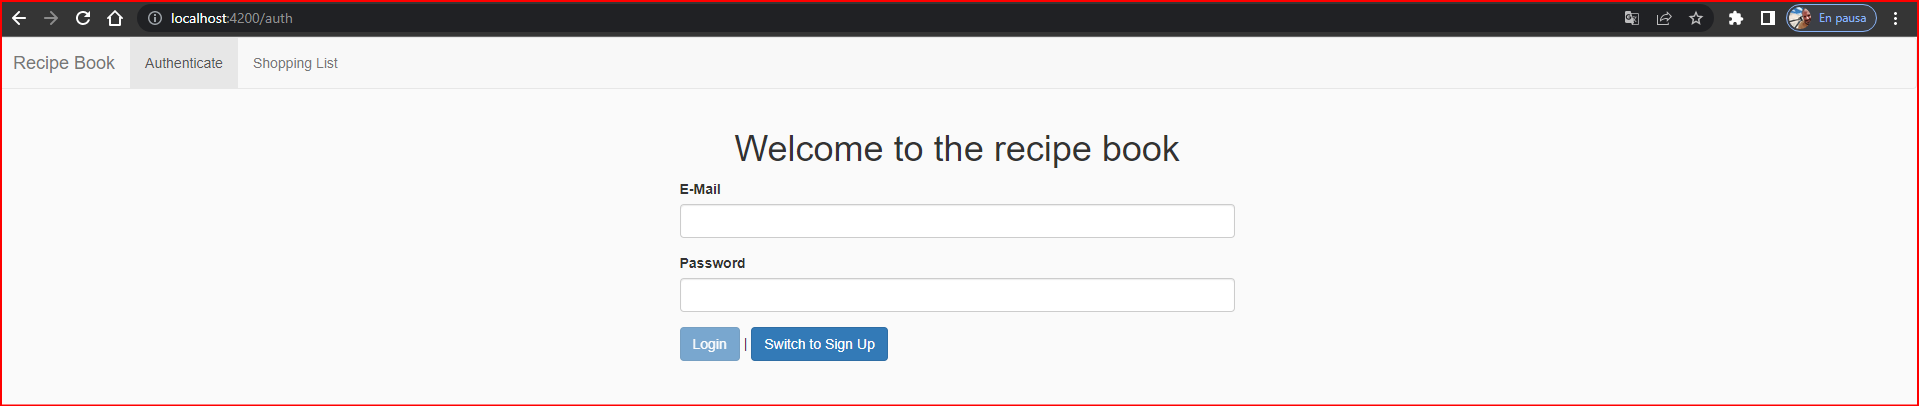 localhost:4200/auth
En pausa
Recipe Book Authenticate Shopping List
Welcome to the recipe book
E-Mail
Password
Login | Switch to Sign Up